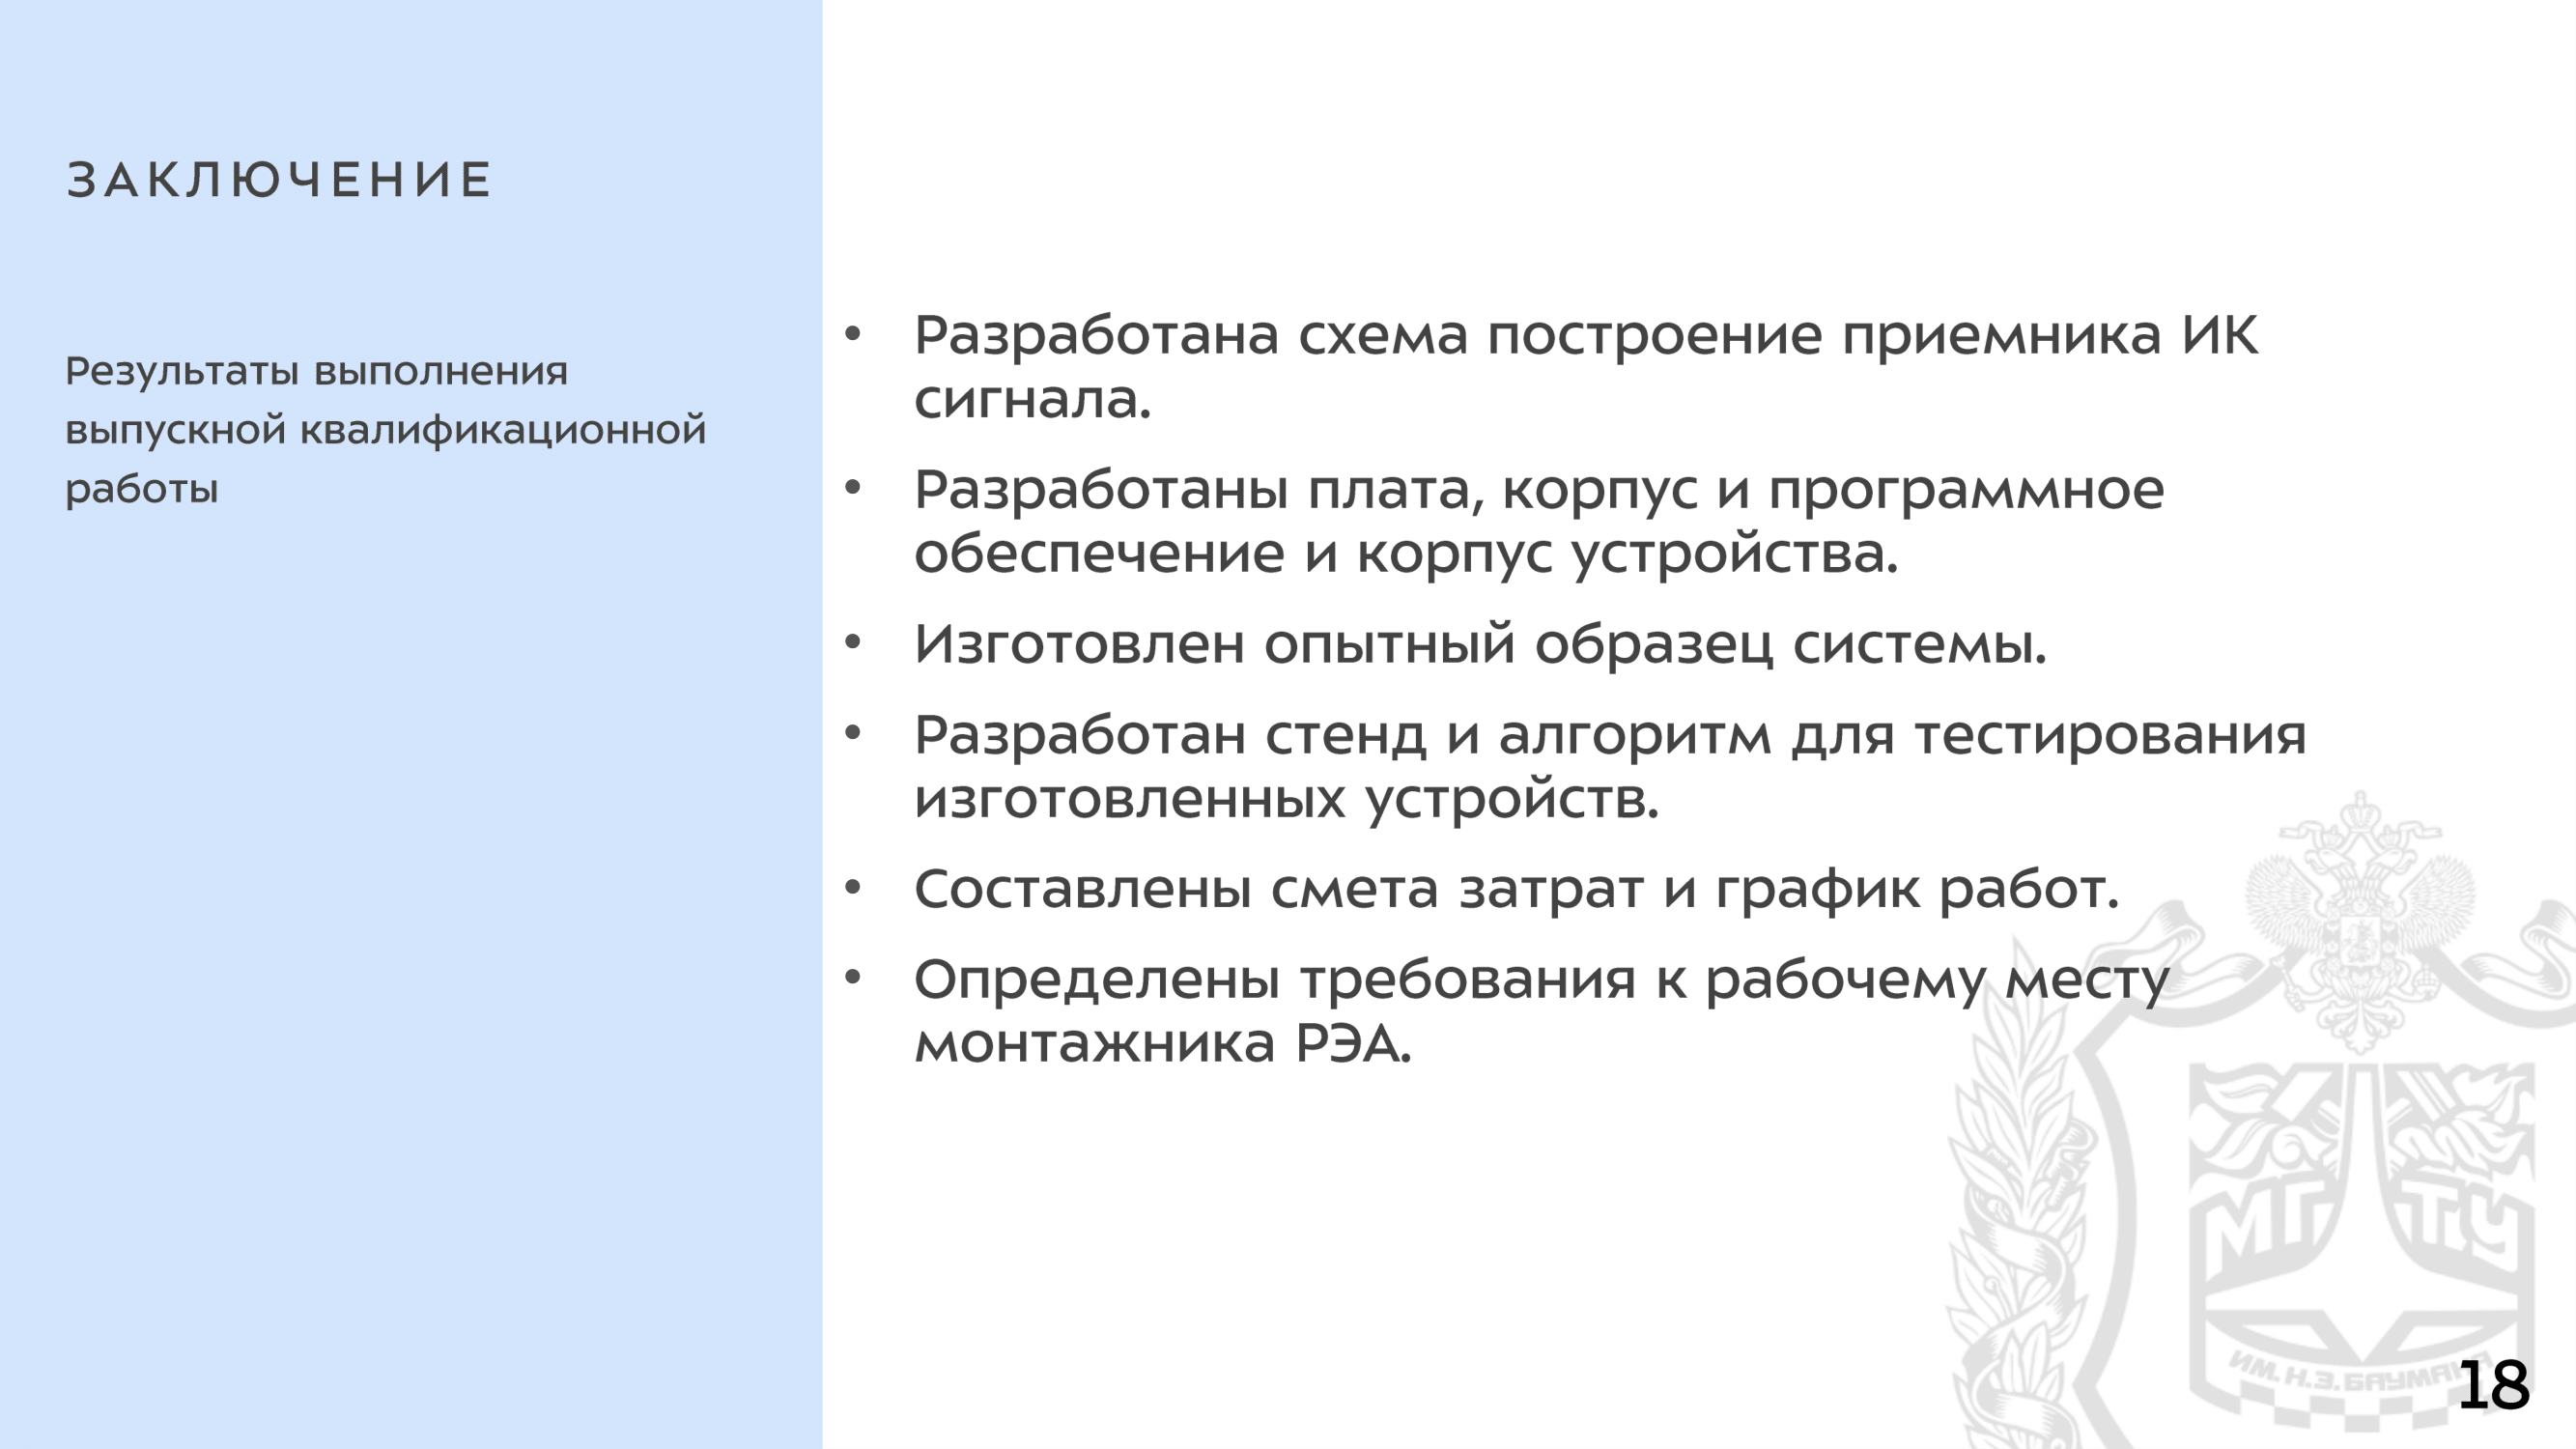 ЗАКЛЮЧЕНИЕ
Результаты выполнения
выпускной квалификационной
работы
• Разработана схема построение приемника ИК
сигнала.
• Разработаны плата, корпус и программное
обеспечение и корпус устройства.
• Изготовлен опытный образец системы.
• Разработан стенд и алгоритм для тестирования
изготовленных устройств.
• Составлены смета затрат и график работ.
• Определены требования к рабочему месту
монтажника РЭА.
МГТУ
ИМ. Н.Э. БАУМАНА
18